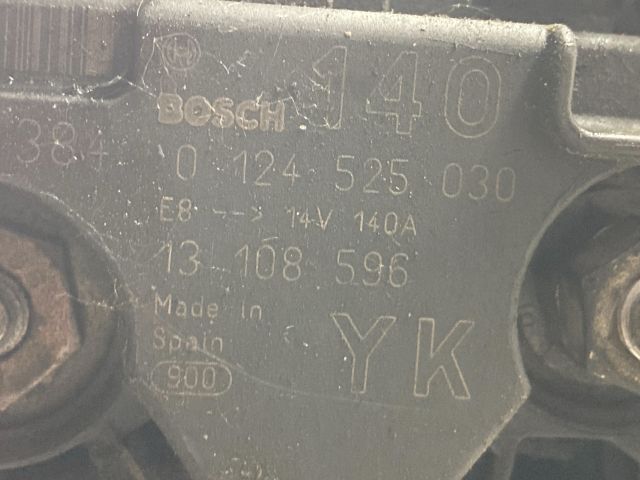 BOSCH 140
384
0 124 525 030
E8 --> 14V 140A
13 108 596
Made in
Spain
YK
900